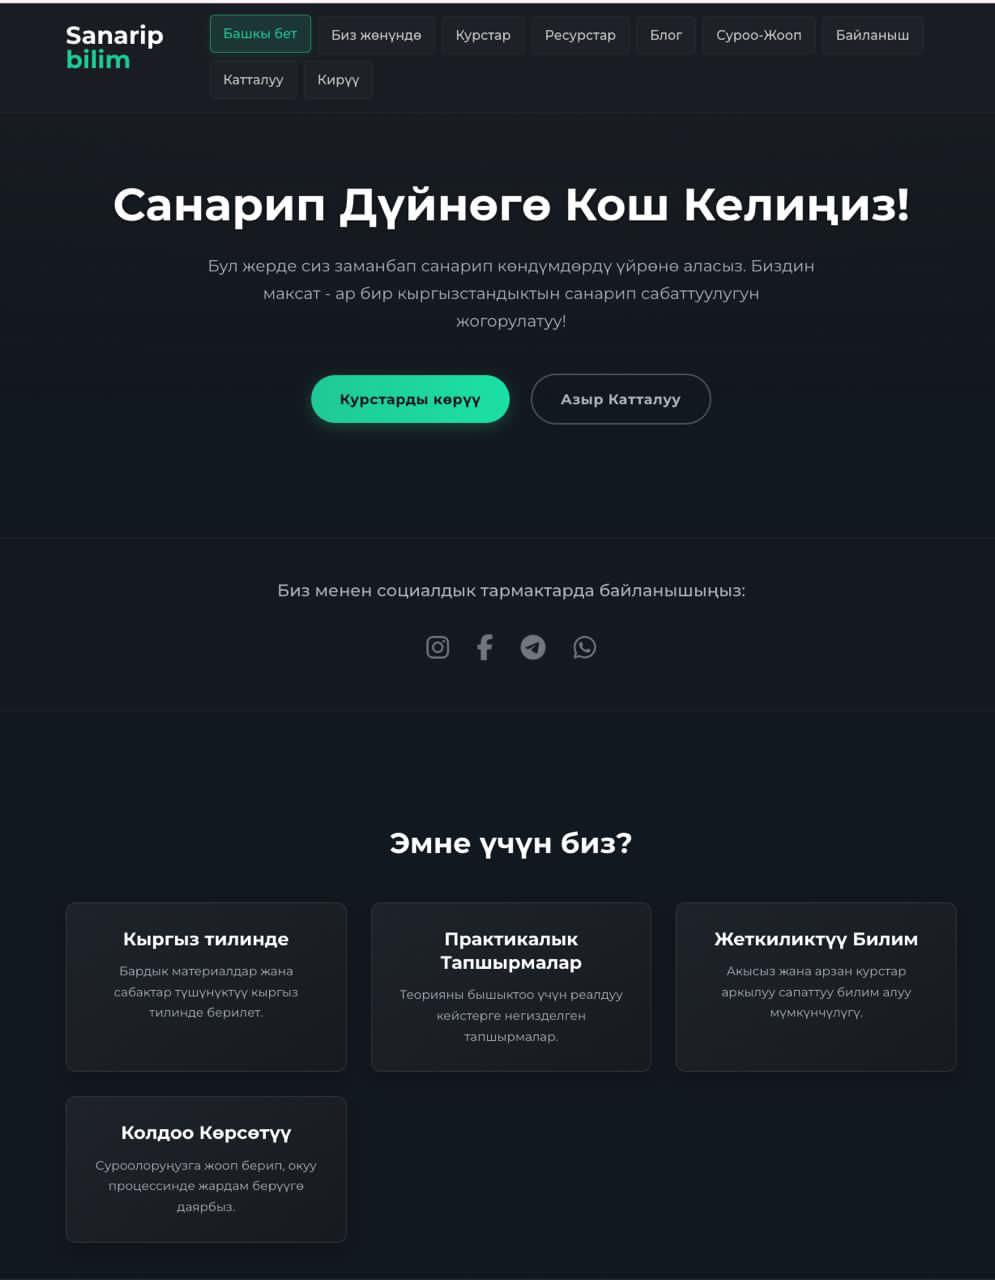 Sanarip
bilim
Башкы бет
Биз жөнүндө
Курстар
Ресурстар
Блог
Суроо-Жооп
Байланыш
Катталуу
Кирүү
Санарип Дүйнөгө Кош Келиңиз!
Бул жерде сиз заманбап санарип көндүмдөрдү үйрөнө аласыз. Биздин
максат - ар бир кыргызстандыктын санарип сабаттуулугун
жогорулатуу!
Курстарды көрүү
Азыр Катталуу
Биз менен социалдык тармактарда байланышыңыз:
Эмне үчүн биз?
Кыргыз тилинде
Бардык материалдар жана
сабактар түшүнүктүү кыргыз
тилинде берилет.
Практикалык
Тапшырмалар
Теорияны бышыктоо үчүн реалдуу
кейстерге негизделген
тапшырмалар.
Жеткиликтүү Билим
Акысыз жана арзан курстар
аркылуу сапаттуу билим алуу
мүмкүнчүлүгү.
Колдоо Көрсөтүү
Суроолоруңузга жооп берип, окуу
процессинде жардам берүүгө
даярбыз.